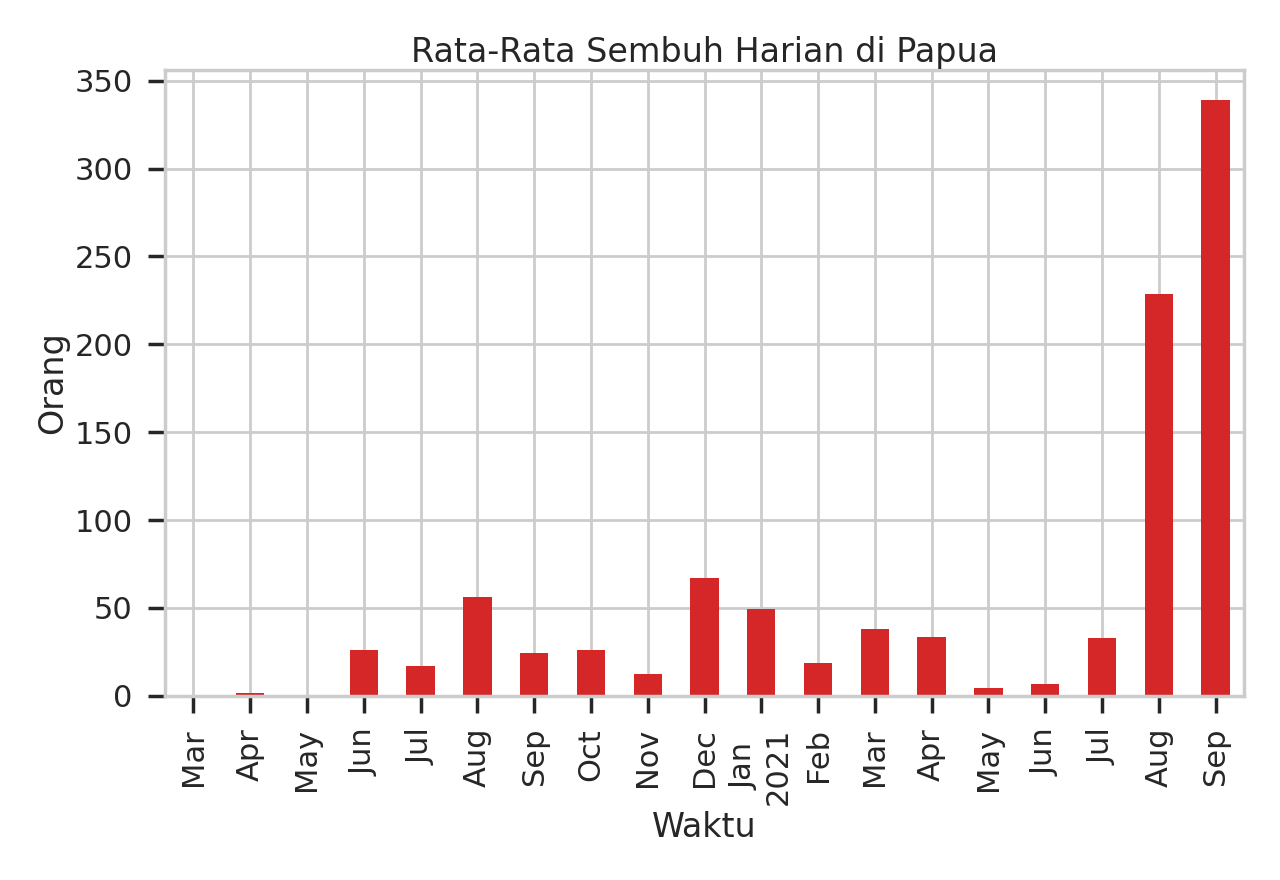 Rata-Rata Sembuh Harian di Papua
350
300
250
200
150
100
50
0
Orang
Mar
Apr
May
Jun
Jul
Aug
Sep
Oct
Nov
Dec
Jan
2021
Feb
Mar
Apr
May
Jun
Jul
Aug
Sep
Waktu